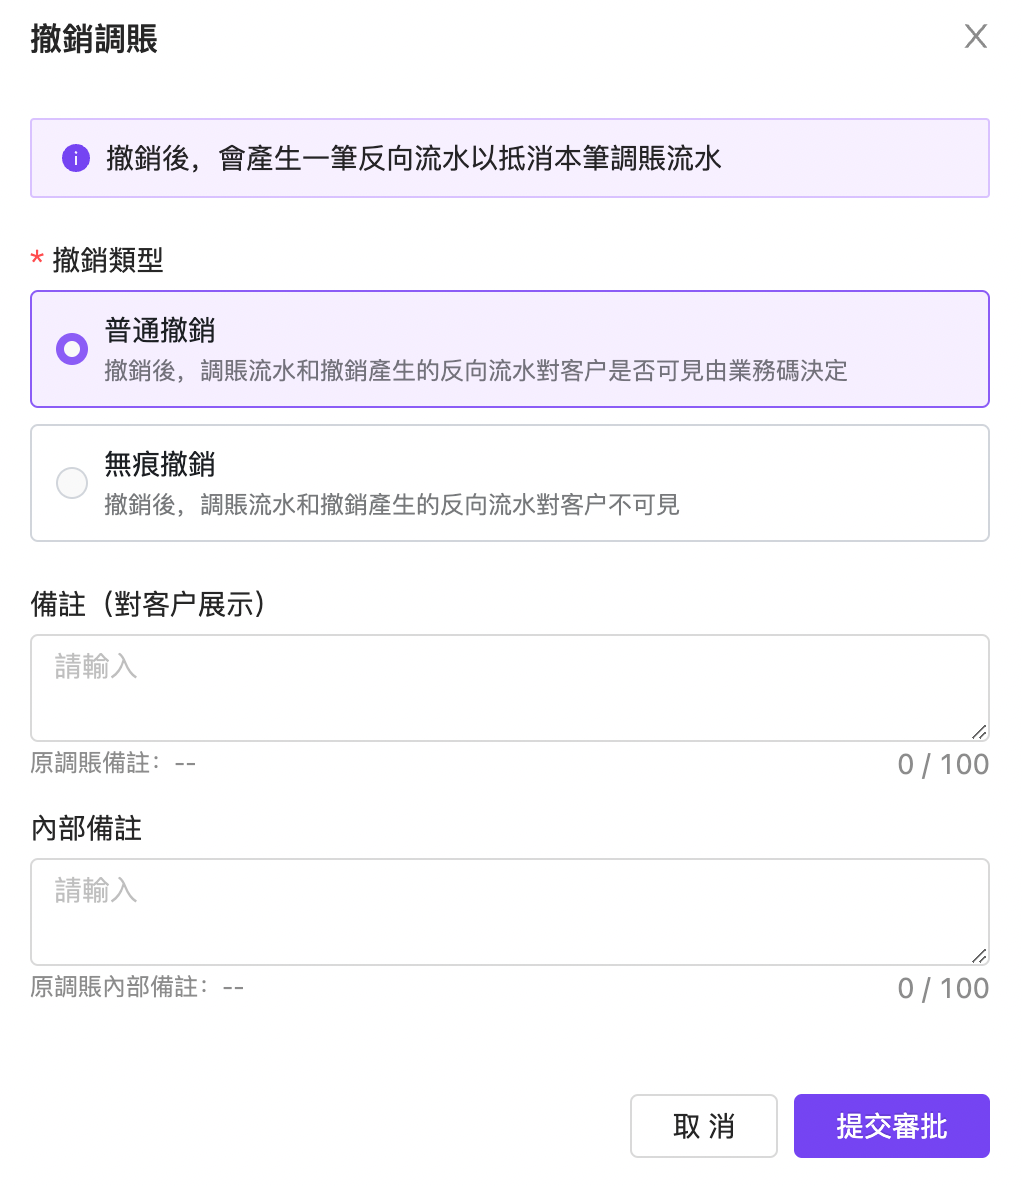 撤銷調賬
撤銷後，會產生一筆反向流水以抵消本筆調賬流水
* 撤銷類型
普通撤銷
撤銷後，調賬流水和撤銷產生的反向流水對客户是否可見由業務碼決定
無痕撤銷
撤銷後，調賬流水和撤銷產生的反向流水對客户不可見
備註（對客户展示）
請輸入
原調賬備註：--
0 / 100
內部備註
請輸入
原調賬內部備註：--
0 / 100
取 消
提交審批